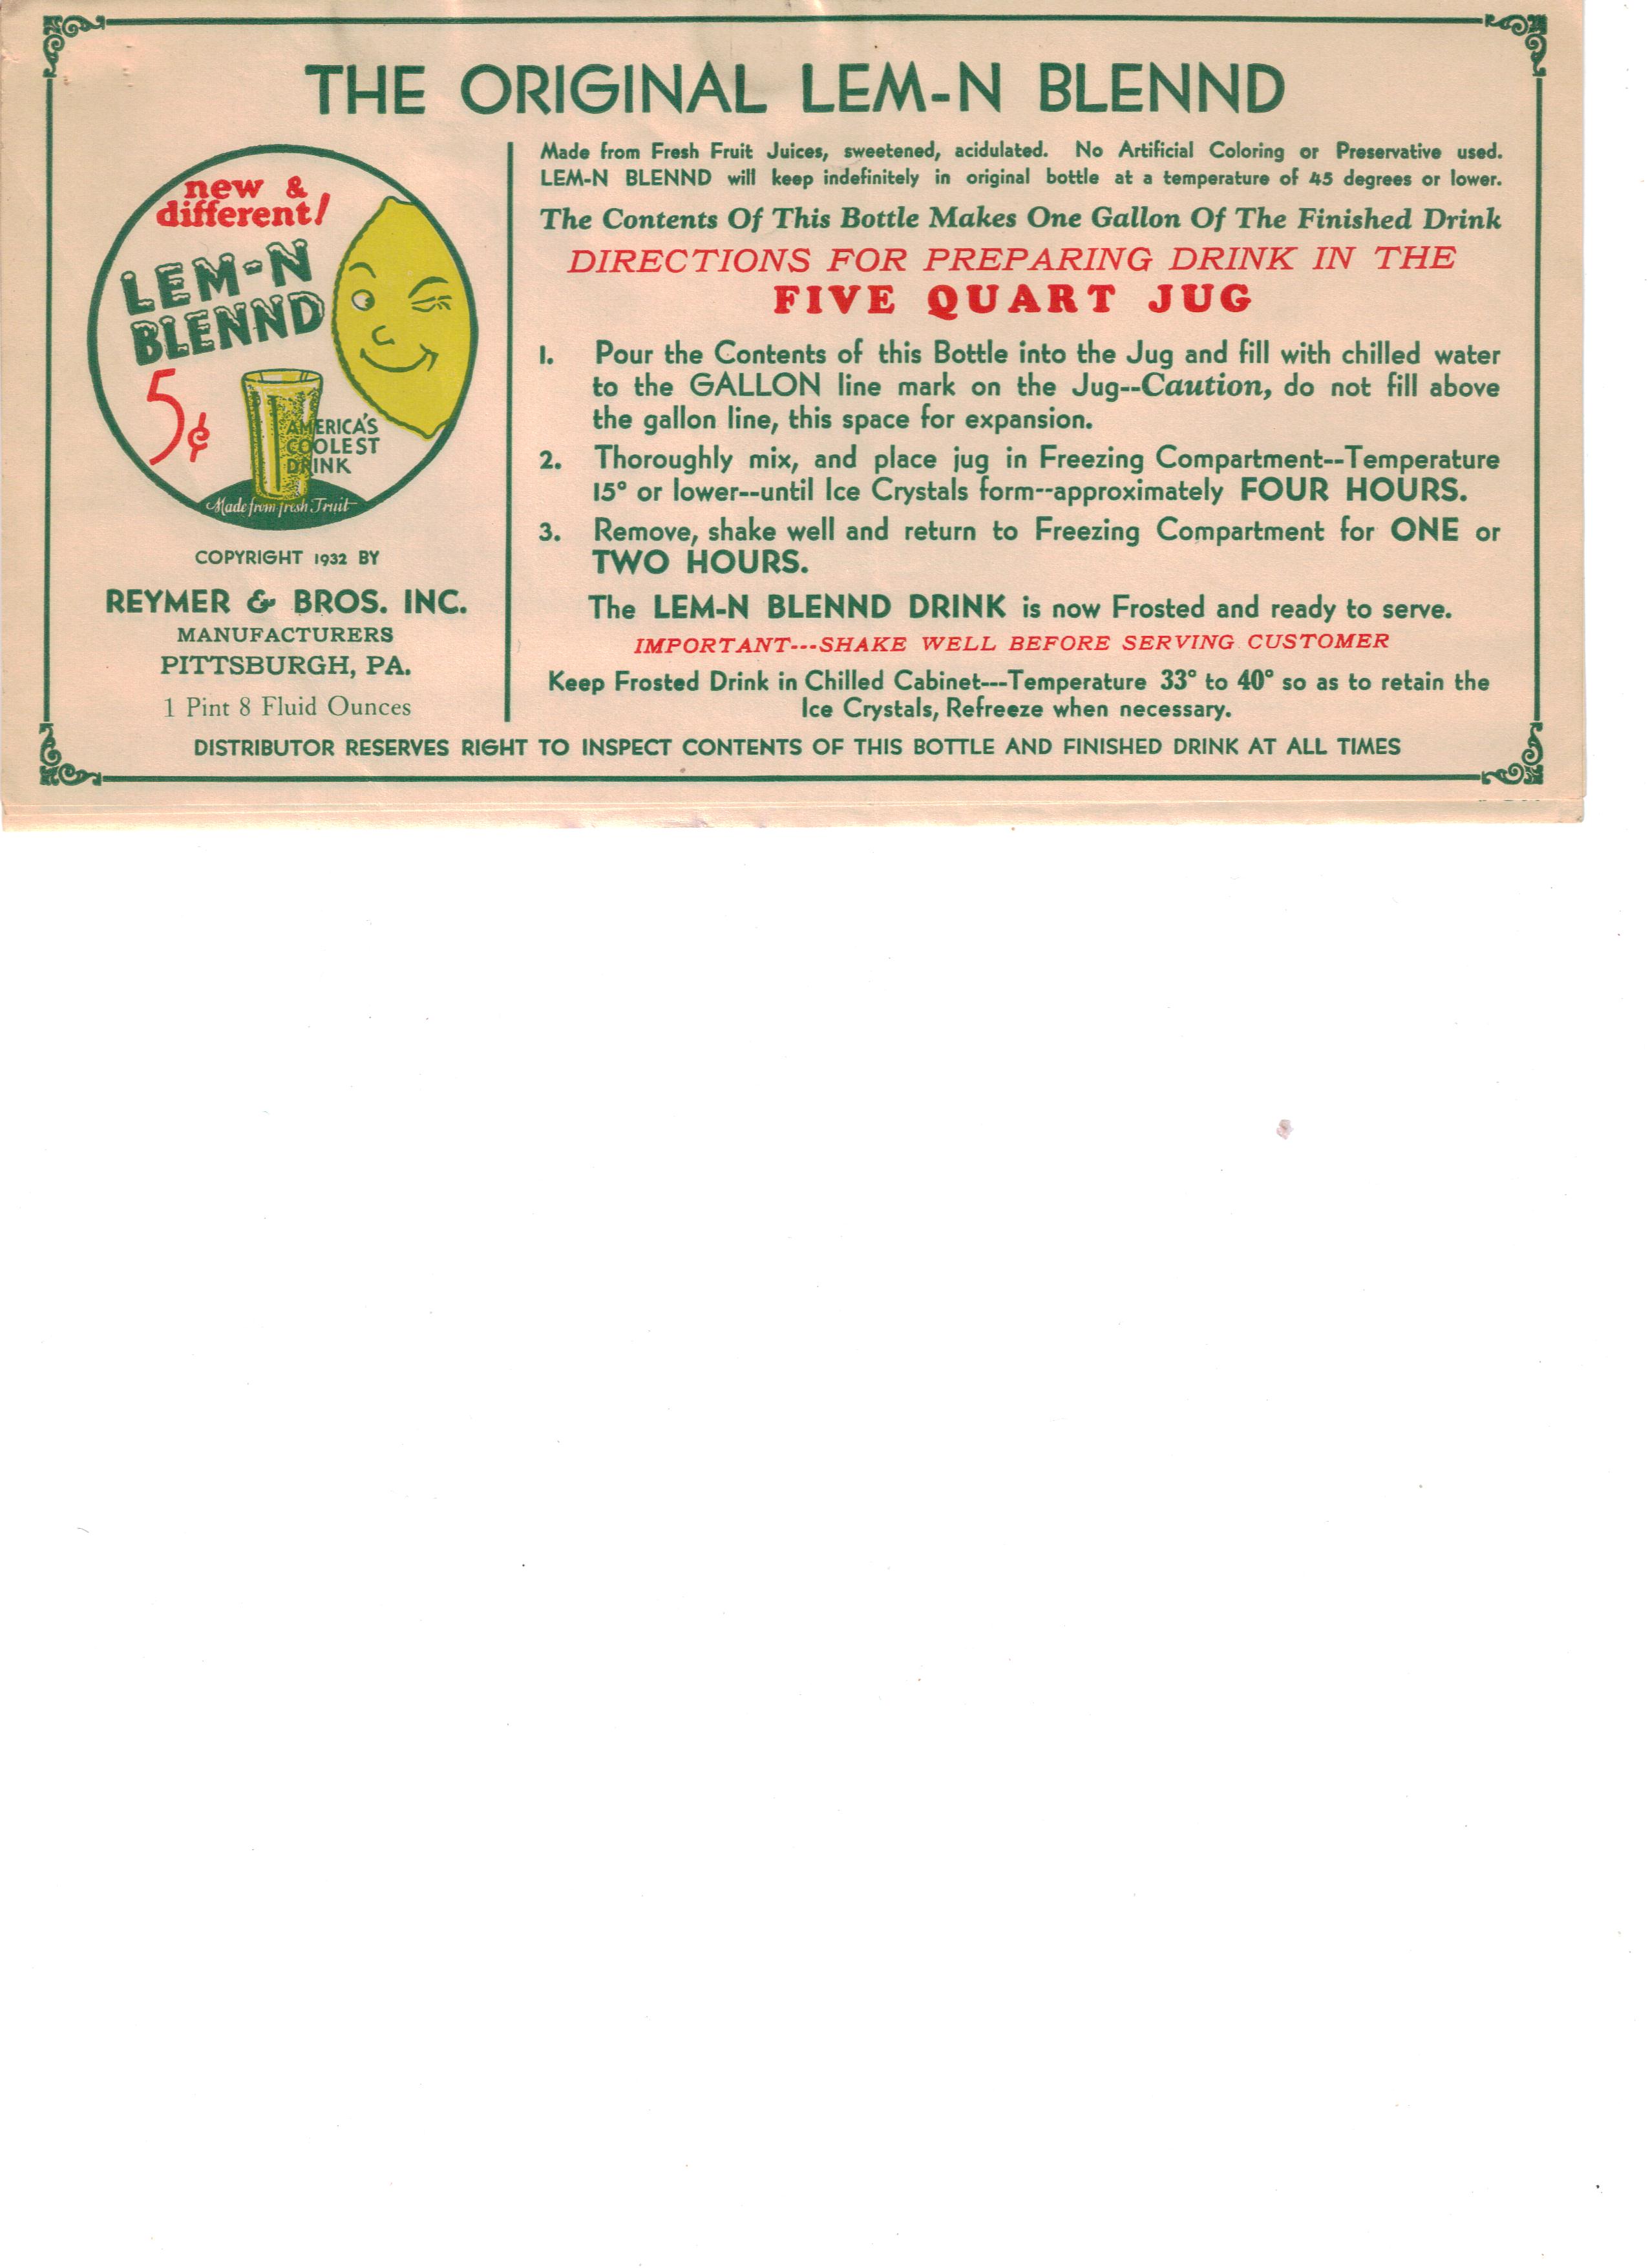 THE ORIGINAL LEM-N BLENND
new &
different!
LEM-N
BLENND
5¢
AMERICA'S
COOLEST
DRINK
Made from fresh Fruit
COPYRIGHT 1932 BY
REYMER & BROS. INC.
MANUFACTURERS
PITTSBURGH, PA.
1 Pint 8 Fluid Ounces
Made from Fresh Fruit Juices, sweetened, acidulated. No Artificial Coloring or Preservative used.
LEM-N BLENND will keep indefinitely in original bottle at a temperature of 45 degrees or lower.
The Contents Of This Bottle Makes One Gallon Of The Finished Drink
DIRECTIONS FOR PREPARING DRINK IN THE
FIVE QUART JUG
1. Pour the Contents of this Bottle into the Jug and fill with chilled water
to the GALLON line mark on the Jug--Caution, do not fill above
the gallon line, this space for expansion.
2. Thoroughly mix, and place jug in Freezing Compartment--Temperature
15° or lower--until Ice Crystals form--approximately FOUR HOURS.
3. Remove, shake well and return to Freezing Compartment for ONE or
TWO HOURS.
The LEM-N BLENND DRINK is now Frosted and ready to serve.
IMPORTANT---SHAKE WELL BEFORE SERVING CUSTOMER
Keep Frosted Drink in Chilled Cabinet---Temperature 33° to 40° so as to retain the
Ice Crystals, Refreeze when necessary.
DISTRIBUTOR RESERVES RIGHT TO INSPECT CONTENTS OF THIS BOTTLE AND FINISHED DRINK AT ALL TIMES